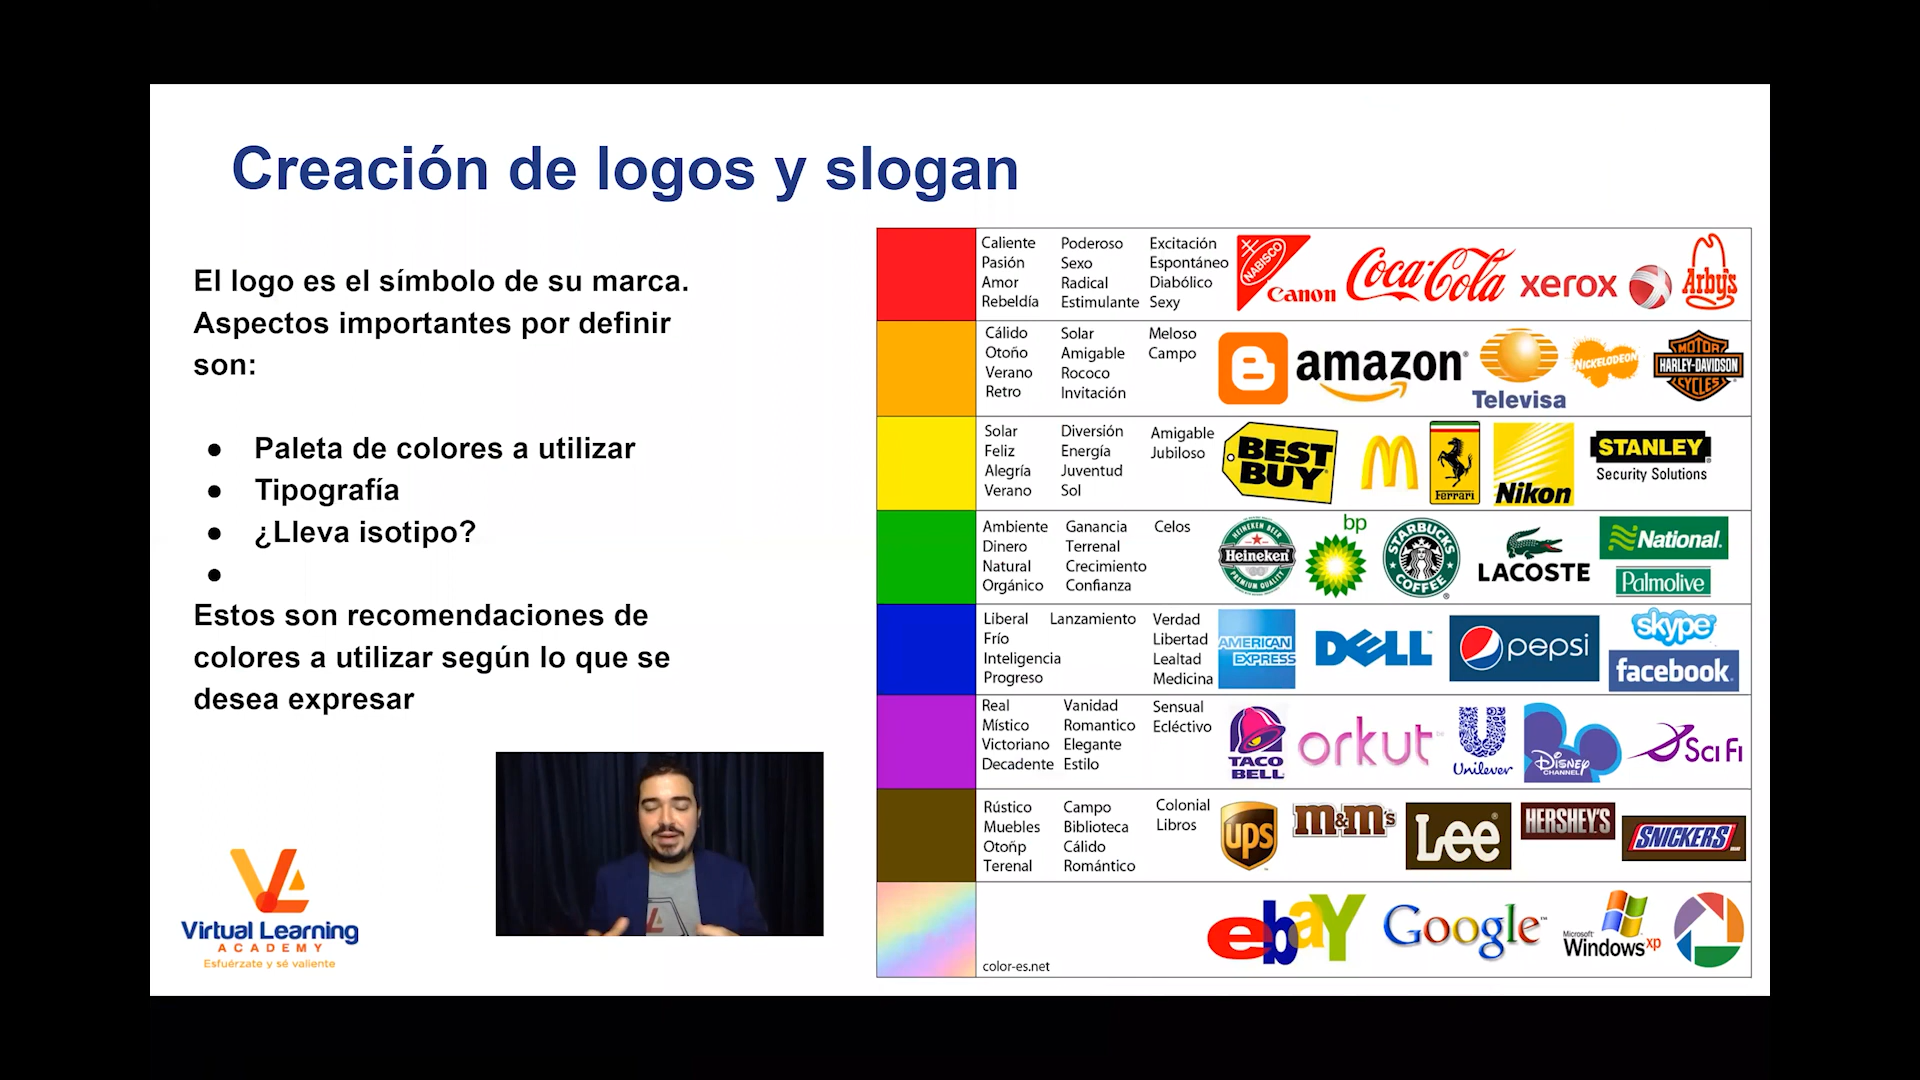 Creación de logos y slogan
El logo es el símbolo de su marca.
Aspectos importantes por definir
son:
● Paleta de colores a utilizar
● Tipografía
● ¿Lleva isotipo?
●
Estos son recomendaciones de
colores a utilizar según lo que se
desea expresar
Virtual Learning
ACADEMY
Esfuérzate y sé valiente
Caliente Poderoso Excitación
Pasión Sexo Espontáneo
Amor Radical Diabólico
Rebeldía Estimulante Sexy
NABISCO
Canon
Coca-Cola
xerox
Arby's
Cálido Solar Meloso
Otoño Amigable Campo
Verano Rococo
Retro Invitación
amazon
Televisa
NICKELODEON
MOTOR
HARLEY-DAVIDSON
CYCLES
Solar Diversión Amigable
Feliz Energía Jubiloso
Alegría Juventud
Verano Sol
BEST
BUY
Ferrari
Nikon
STANLEY
Security Solutions
Ambiente Ganancia Celos
Dinero Terrenal
Natural Crecimiento
Orgánico Confianza
HEINEKEN BEER
Heineken
PREMIUM QUALITY
bp
STARBUCKS
COFFEE
LACOSTE
National.
Palmolive
Liberal Lanzamiento Verdad
Frío Libertad
Inteligencia Lealtad
Progreso Medicina
AMERICAN
EXPRESS
DELL™
pepsi
skype
facebook
Real Vanidad Sensual
Místico Romantico Ecléctivo
Victoriano Elegante
Decadente Estilo
TACO
BELL
orkut
Unilever
DISNEY
CHANNEL
SciFi
Rústico Campo Colonial
Muebles Biblioteca Libros
Otoñp Cálido
Terenal Romántico
ups
m&m's
Lee
HERSHEY'S
SNICKERS
color-es.net
ebay
Google™
Microsoft
Windows xp